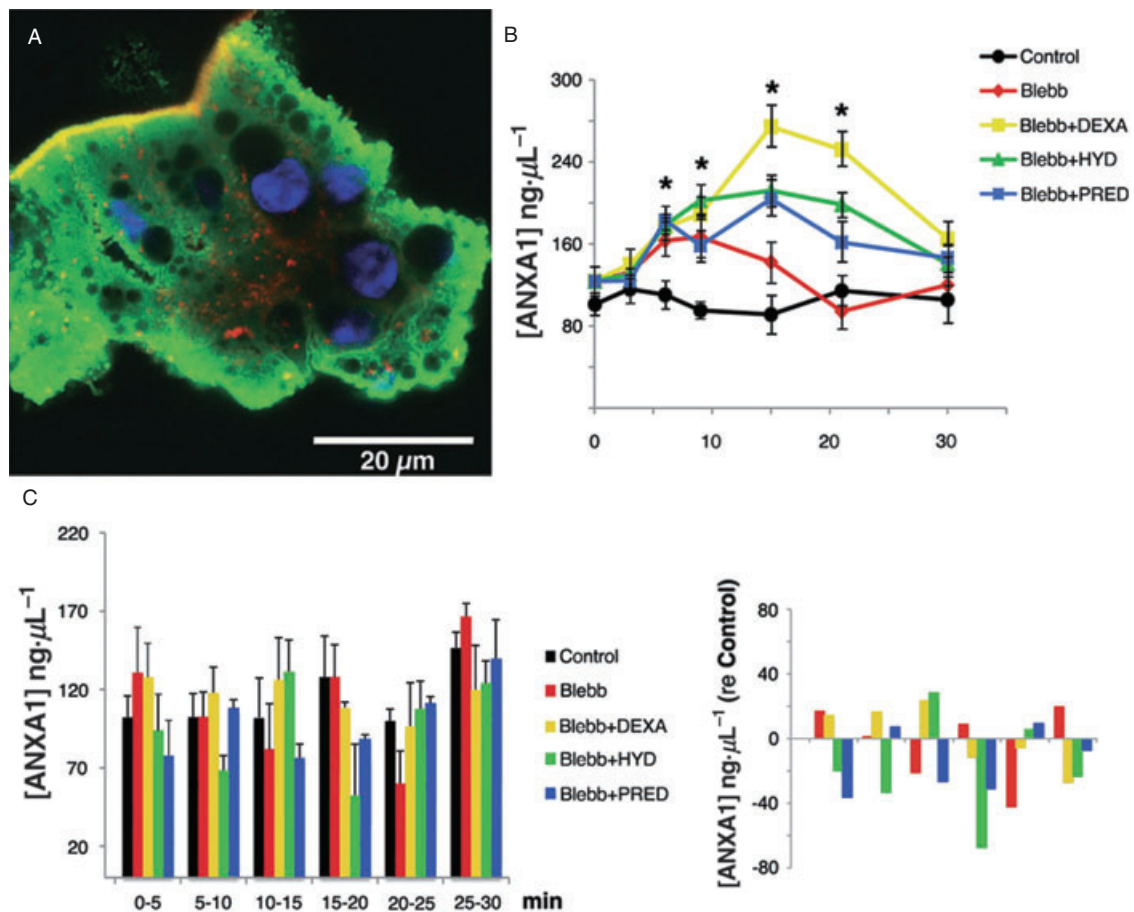 A
20 µm
B
[ANXA1] ng·µL–1
300
240
160
80
0
10
20
30
*
*
*
*
Control
Blebb
Blebb+DEXA
Blebb+HYD
Blebb+PRED
C
[ANXA1] ng·µL–1
220
170
120
70
20
0-5
5-10
10-15
15-20
20-25
25-30
min
Control
Blebb
Blebb+DEXA
Blebb+HYD
Blebb+PRED
[ANXA1] ng·µL–1 (re Control)
80
40
0
-40
-80